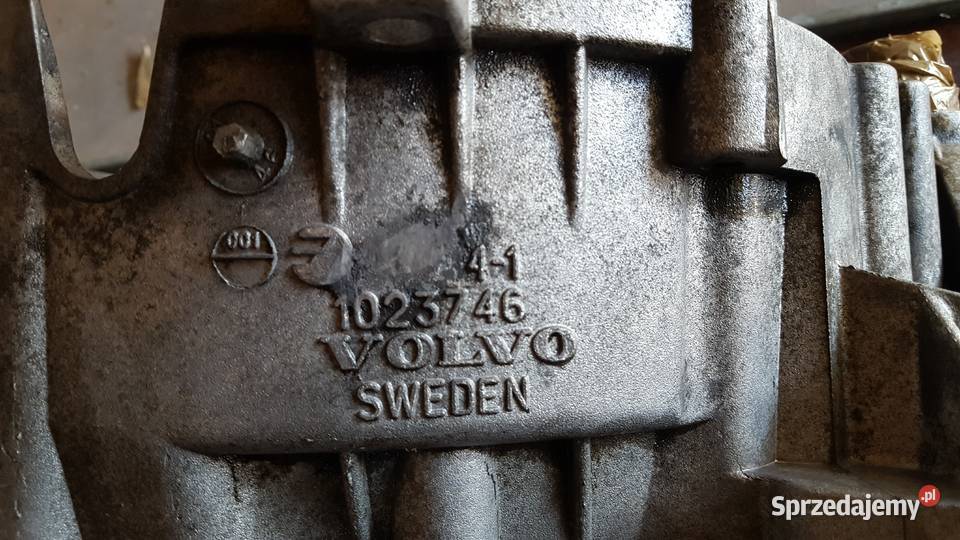 001
4-1
1023746
VOLVO
SWEDEN
Sprzedajemy.pl